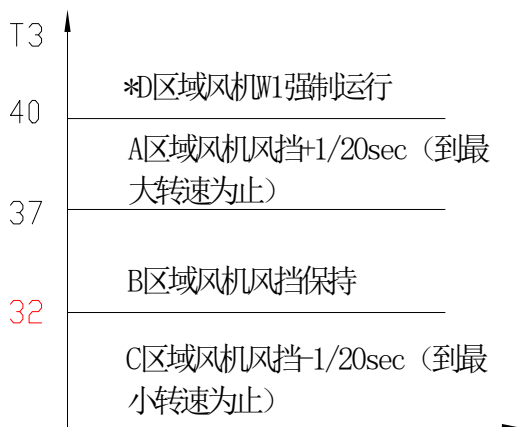 T3
*D区域风机W1强制运行
40
A区域风机风挡+1/20sec（到最
大转速为止）
37
B区域风机风挡保持
32
C区域风机风挡-1/20sec（到最
小转速为止）